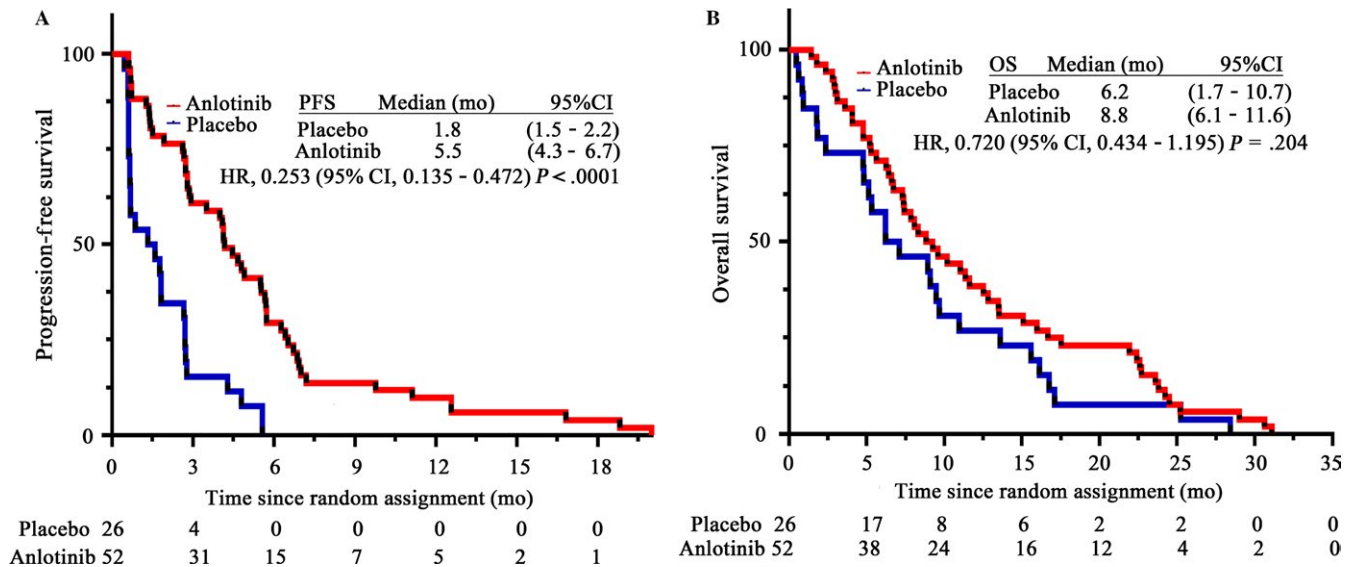 A
100
50
0
Progression-free survival
Anlotinib
Placebo
PFS Median (mo) 95%CI
Placebo 1.8 (1.5 - 2.2)
Anlotinib 5.5 (4.3 - 6.7)
HR, 0.253 (95% CI, 0.135 - 0.472) P < .0001
0 3 6 9 12 15 18
Time since random assignment (mo)
Placebo 26 4 0 0 0 0 0
Anlotinib 52 31 15 7 5 2 1
B
100
50
0
Overall survival
Anlotinib
Placebo
OS Median (mo) 95%CI
Placebo 6.2 (1.7 - 10.7)
Anlotinib 8.8 (6.1 - 11.6)
HR, 0.720 (95% CI, 0.434 - 1.195) P = .204
0 5 10 15 20 25 30 35
Time since random assignment (mo)
Placebo 26 17 8 6 2 2 0 0
Anlotinib 52 38 24 16 12 4 2 0